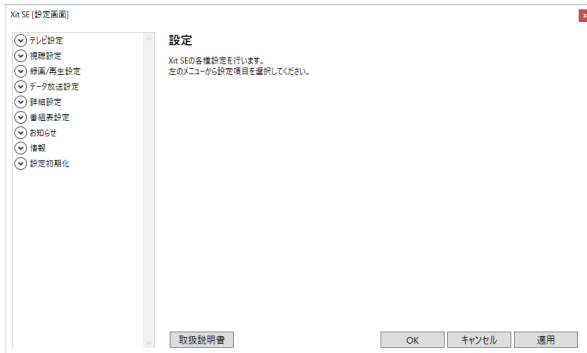 Xit SE [設定画面]
x
テレビ設定
視聴設定
録画/再生設定
データ放送設定
詳細設定
番組表設定
お知らせ
情報
設定初期化
設定
Xit SEの各種設定を行います。
左のメニューから設定項目を選択してください。
取扱説明書
OK
キャンセル
適用